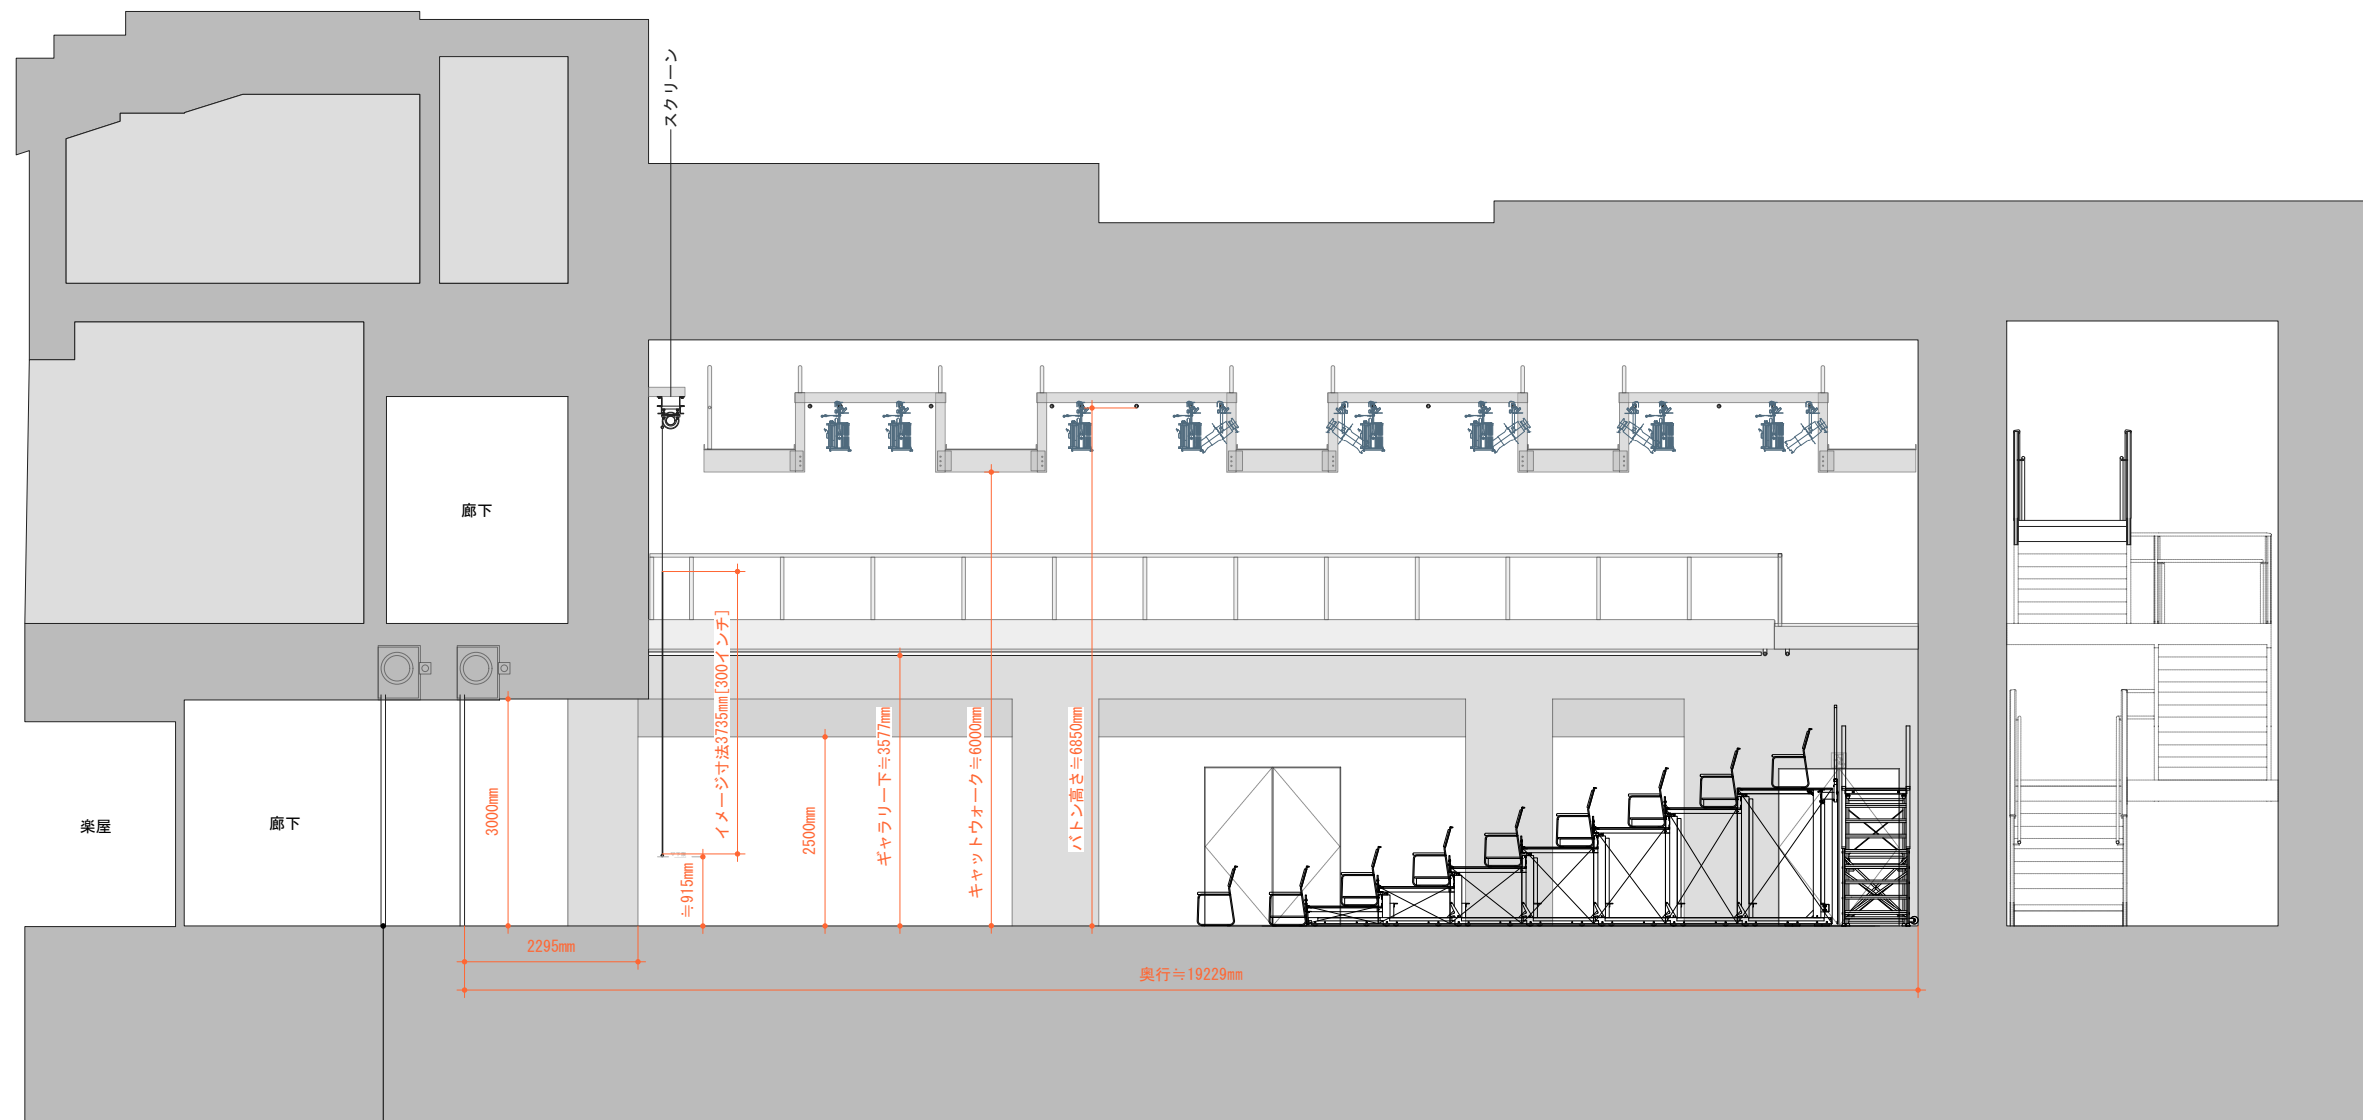 スクリーン
廊下
イメージ寸法3735mm[300インチ]
ギャラリー下≒3577mm
キャットウォーク≒6000mm
バトン高さ≒6850mm
楽屋
廊下
3000mm
2500mm
≒915mm
2295mm
奥行≒19229mm